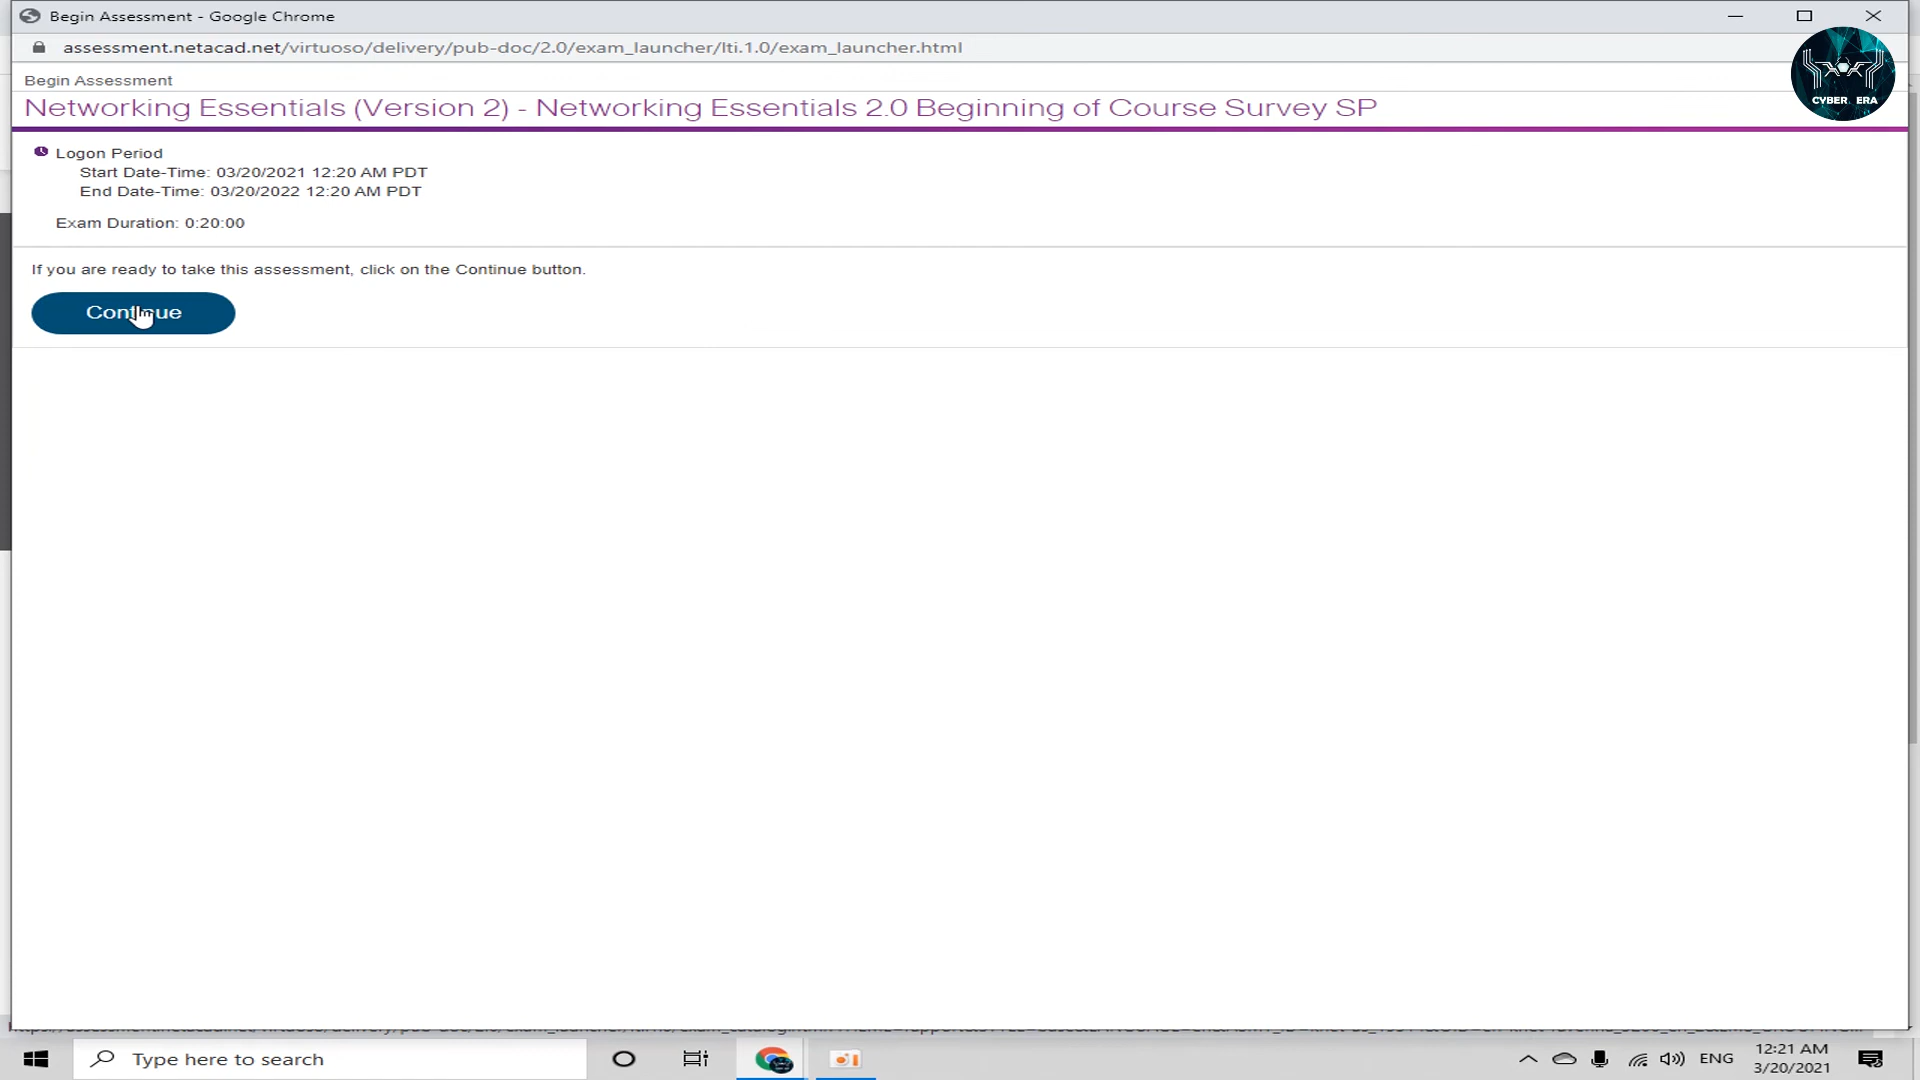 Begin Assessment - Google Chrome
assessment.netacad.net/virtuoso/delivery/pub-doc/2.0/exam_launcher/lti.1.0/exam_launcher.html
CYBER ERA
Begin Assessment
Networking Essentials (Version 2) - Networking Essentials 2.0 Beginning of Course Survey SP
Logon Period
Start Date-Time: 03/20/2021 12:20 AM PDT
End Date-Time: 03/20/2022 12:20 AM PDT
Exam Duration: 0:20:00
If you are ready to take this assessment, click on the Continue button.
Continue
Type here to search
ENG
12:21 AM
3/20/2021